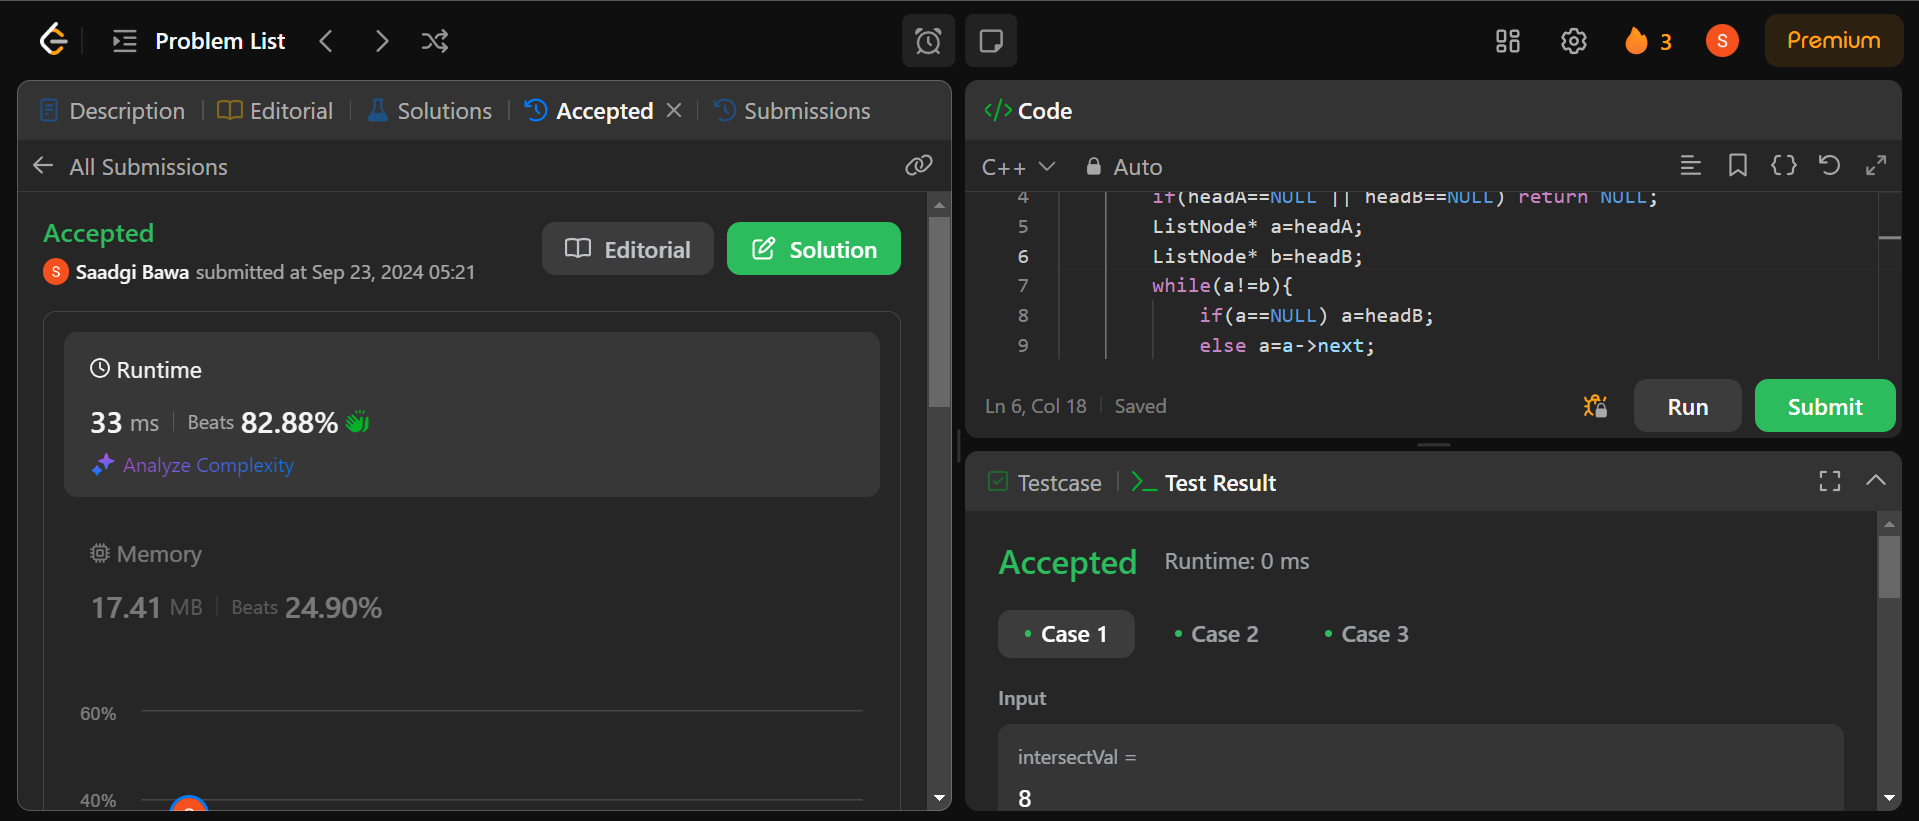 Problem List
3
S
Premium
Description
Editorial
Solutions
Accepted
Submissions
All Submissions
Accepted
S Saadgi Bawa submitted at Sep 23, 2024 05:21
Editorial
Solution
Runtime
33 ms
Beats 82.88%
Analyze Complexity
Memory
17.41 MB
Beats 24.90%
60%
40%
</> Code
C++
Auto
4 if(headA==NULL || headB==NULL) return NULL;
5 ListNode* a=headA;
6 ListNode* b=headB;
7 while(a!=b){
8 if(a==NULL) a=headB;
9 else a=a->next;
Ln 6, Col 18
Saved
Run
Submit
Testcase
Test Result
Accepted
Runtime: 0 ms
Case 1
Case 2
Case 3
Input
intersectVal =
8